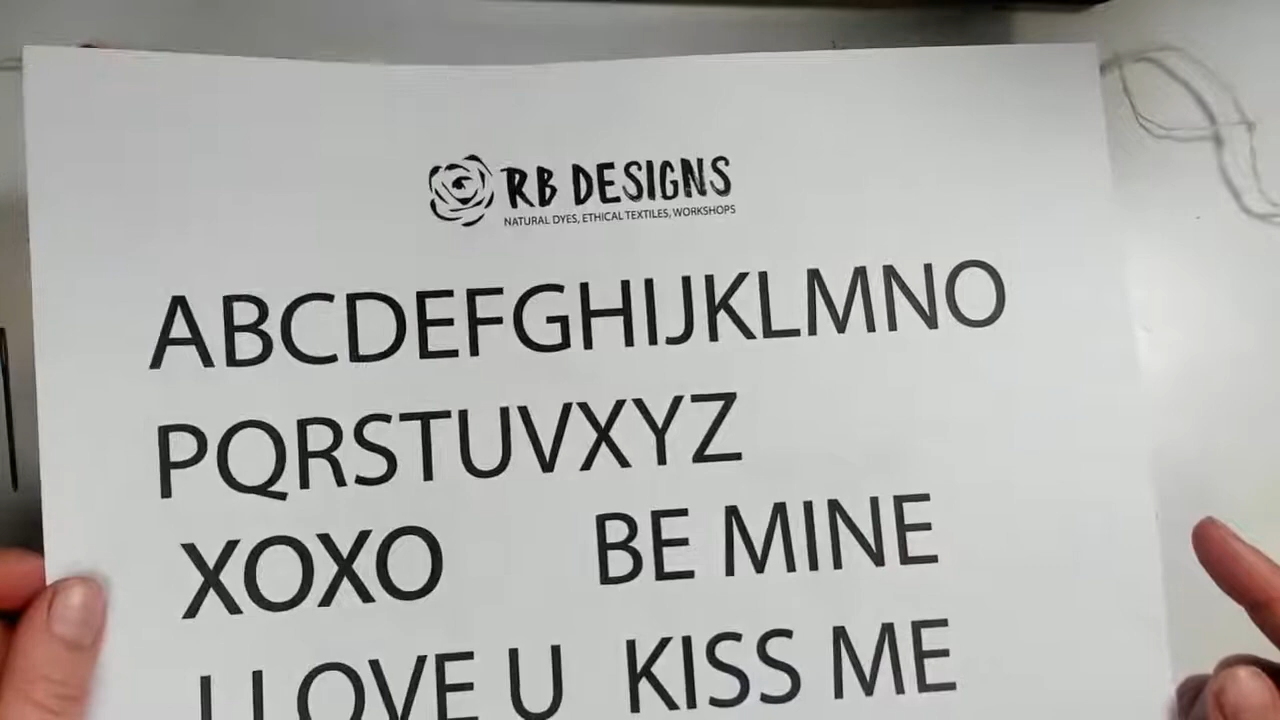 RB DESIGNS
NATURAL DYES, ETHICAL TEXTILES, WORKSHOPS
ABCDEFGHIJKLMNO
PQRSTUVXYZ
XOXO BE MINE
I LOVE U KISS ME